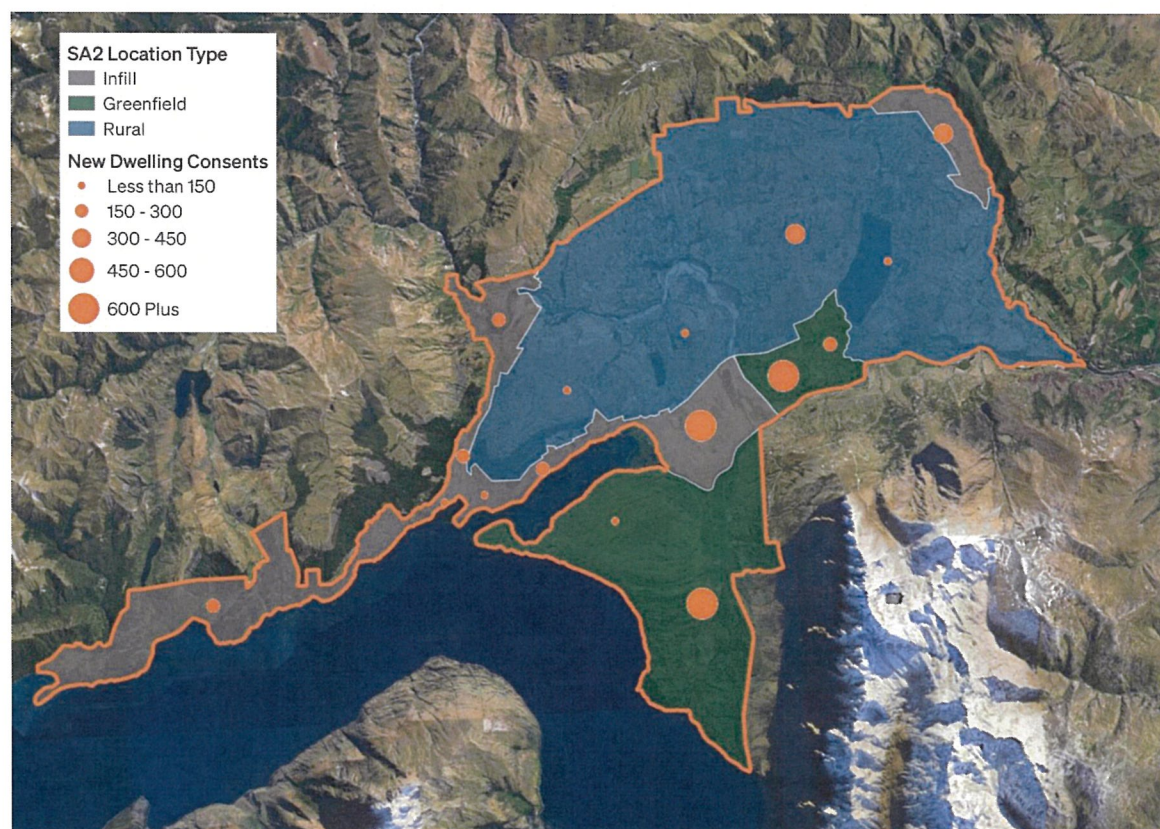 SA2 Location Type
Infill
Greenfield
Rural
New Dwelling Consents
Less than 150
150 - 300
300 - 450
450 - 600
600 Plus